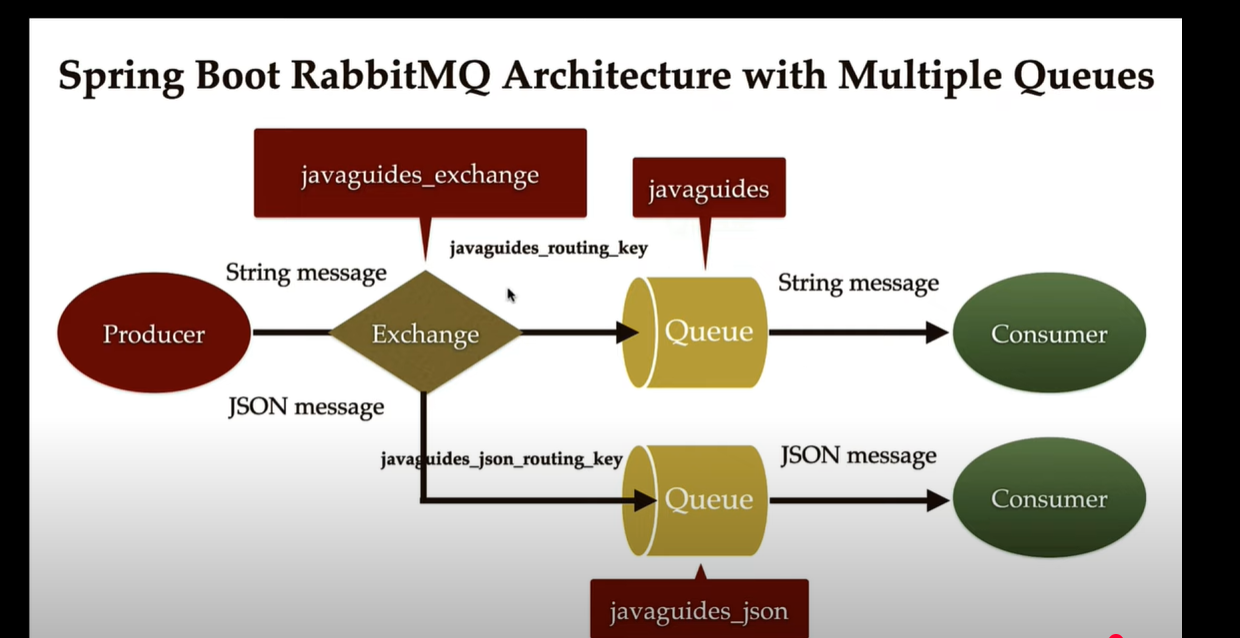 Spring Boot RabbitMQ Architecture with Multiple Queues
javaguides_exchange
javaguides
javaguides_routing_key
String message
String message
Producer
Exchange
Queue
Consumer
JSON message
javaguides_json_routing_key
JSON message
Queue
Consumer
javaguides_json